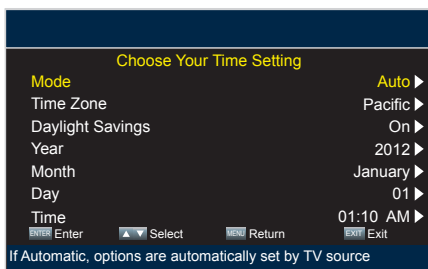 Choose Your Time Setting
Mode Auto
Time Zone Pacific
Daylight Savings On
Year 2012
Month January
Day 01
Time 01:10 AM
ENTER Enter Select MENU Return EXIT Exit
If Automatic, options are automatically set by TV source